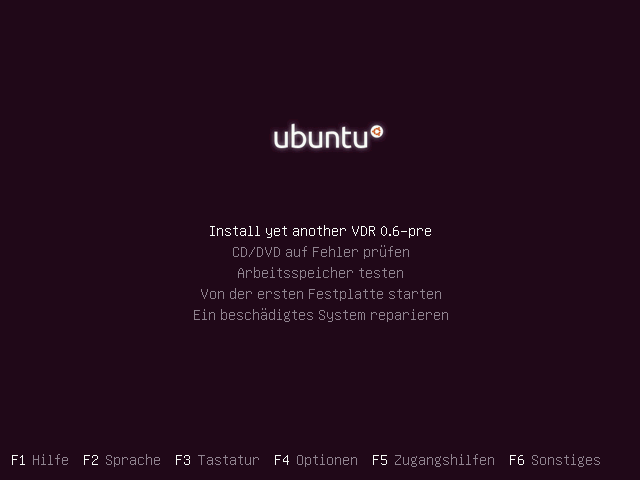 ubuntu
Install yet another VDR 0.6-pre
CD/DVD auf Fehler prüfen
Arbeitsspeicher testen
Von der ersten Festplatte starten
Ein beschädigtes System reparieren
F1 Hilfe F2 Sprache F3 Tastatur F4 Optionen F5 Zugangshilfen F6 Sonstiges